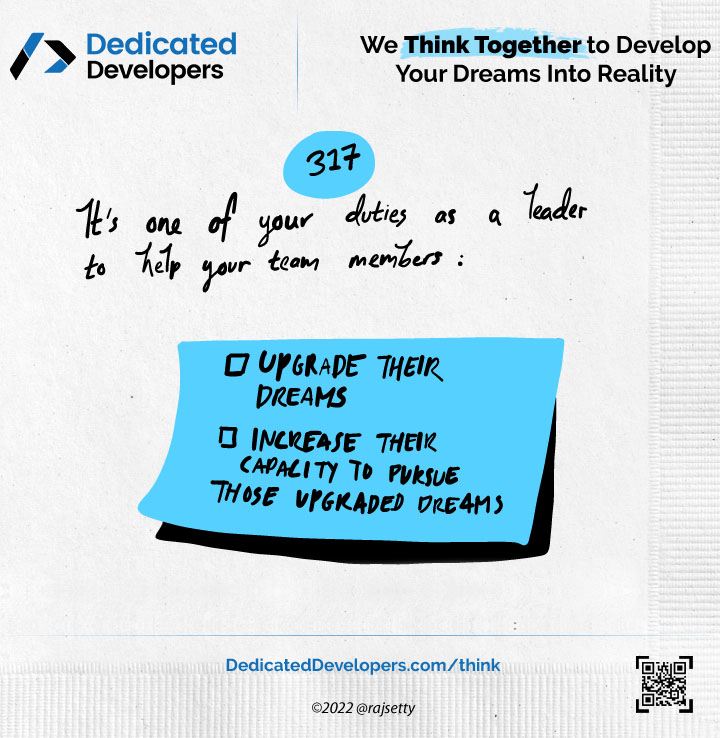 Dedicated
Developers
We Think Together to Develop
Your Dreams Into Reality
317
It's one of your duties as a leader
to help your team members :
UPGRADE THEIR
DREAMS
INCREASE THEIR
CAPACITY TO PURSUE
THOSE UPGRADED DREAMS
DedicatedDevelopers.com/think
©2022 @rajsetty